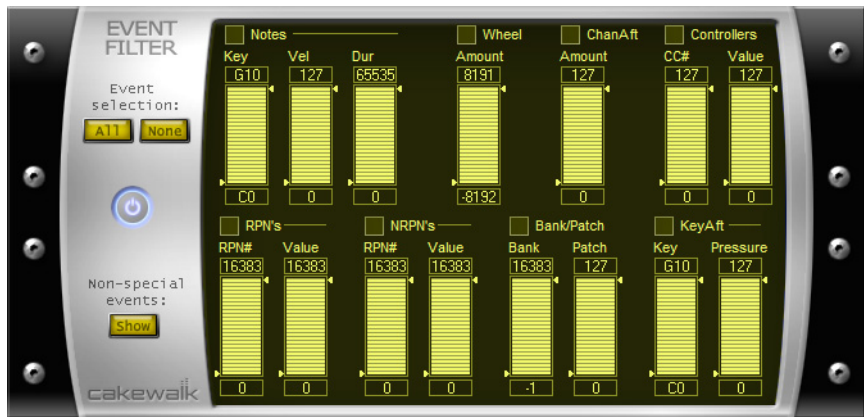 EVENT
FILTER
Event
selection:
All None
Non-special
events:
Show
cakewalk
Notes Wheel ChanAft Controllers
Key Vel Dur Amount Amount CC# Value
G10 127 65535 8191 127 127 127
C0 0 0 -8192 0 0 0
RPN's NRPN's Bank/Patch KeyAft
RPN# Value RPN# Value Bank Patch Key Pressure
16383 16383 16383 16383 16383 127 G10 127
0 0 0 0 -1 0 C0 0